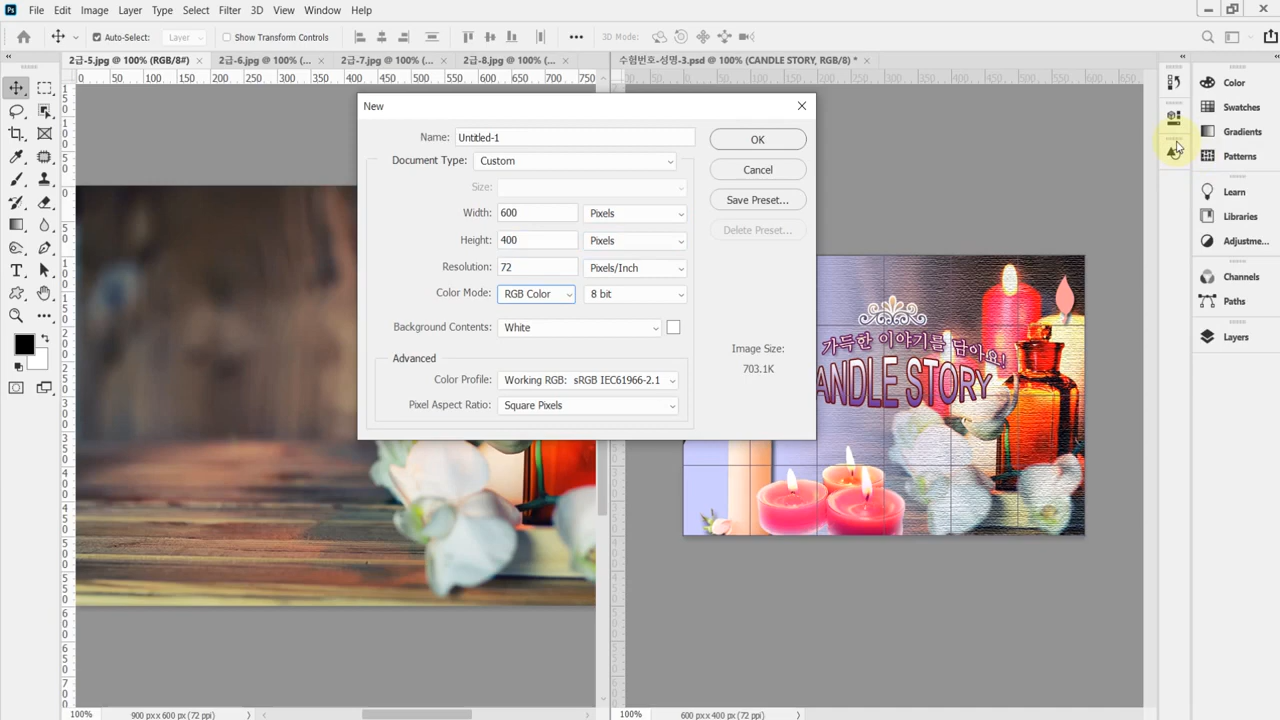 Ps File Edit Image Layer Type Select Filter 3D View Window Help
Auto-Select: Layer Show Transform Controls 3D Mode:
2급-5.jpg @ 100% (RGB/8#) 2급-6.jpg @ 100% (... 2급-7.jpg @ 100% (... 2급-8.jpg @ 100% (... 수험번호-성명-3.psd @ 100% (CANDLE STORY, RGB/8) *
New
Name: Untitled-1
Document Type: Custom
Size:
Width: 600 Pixels
Height: 400 Pixels
Resolution: 72 Pixels/Inch
Color Mode: RGB Color 8 bit
Background Contents: White
Advanced
Color Profile: Working RGB: sRGB IEC61966-2.1
Pixel Aspect Ratio: Square Pixels
OK
Cancel
Save Preset...
Delete Preset...
Image Size:
703.1K
가득한 이야기를 담아요!
ANDLE STORY
Color
Swatches
Gradients
Patterns
Learn
Libraries
Adjustme...
Channels
Paths
Layers
100% 900 px x 600 px (72 ppi) 100% 600 px x 400 px (72 ppi)